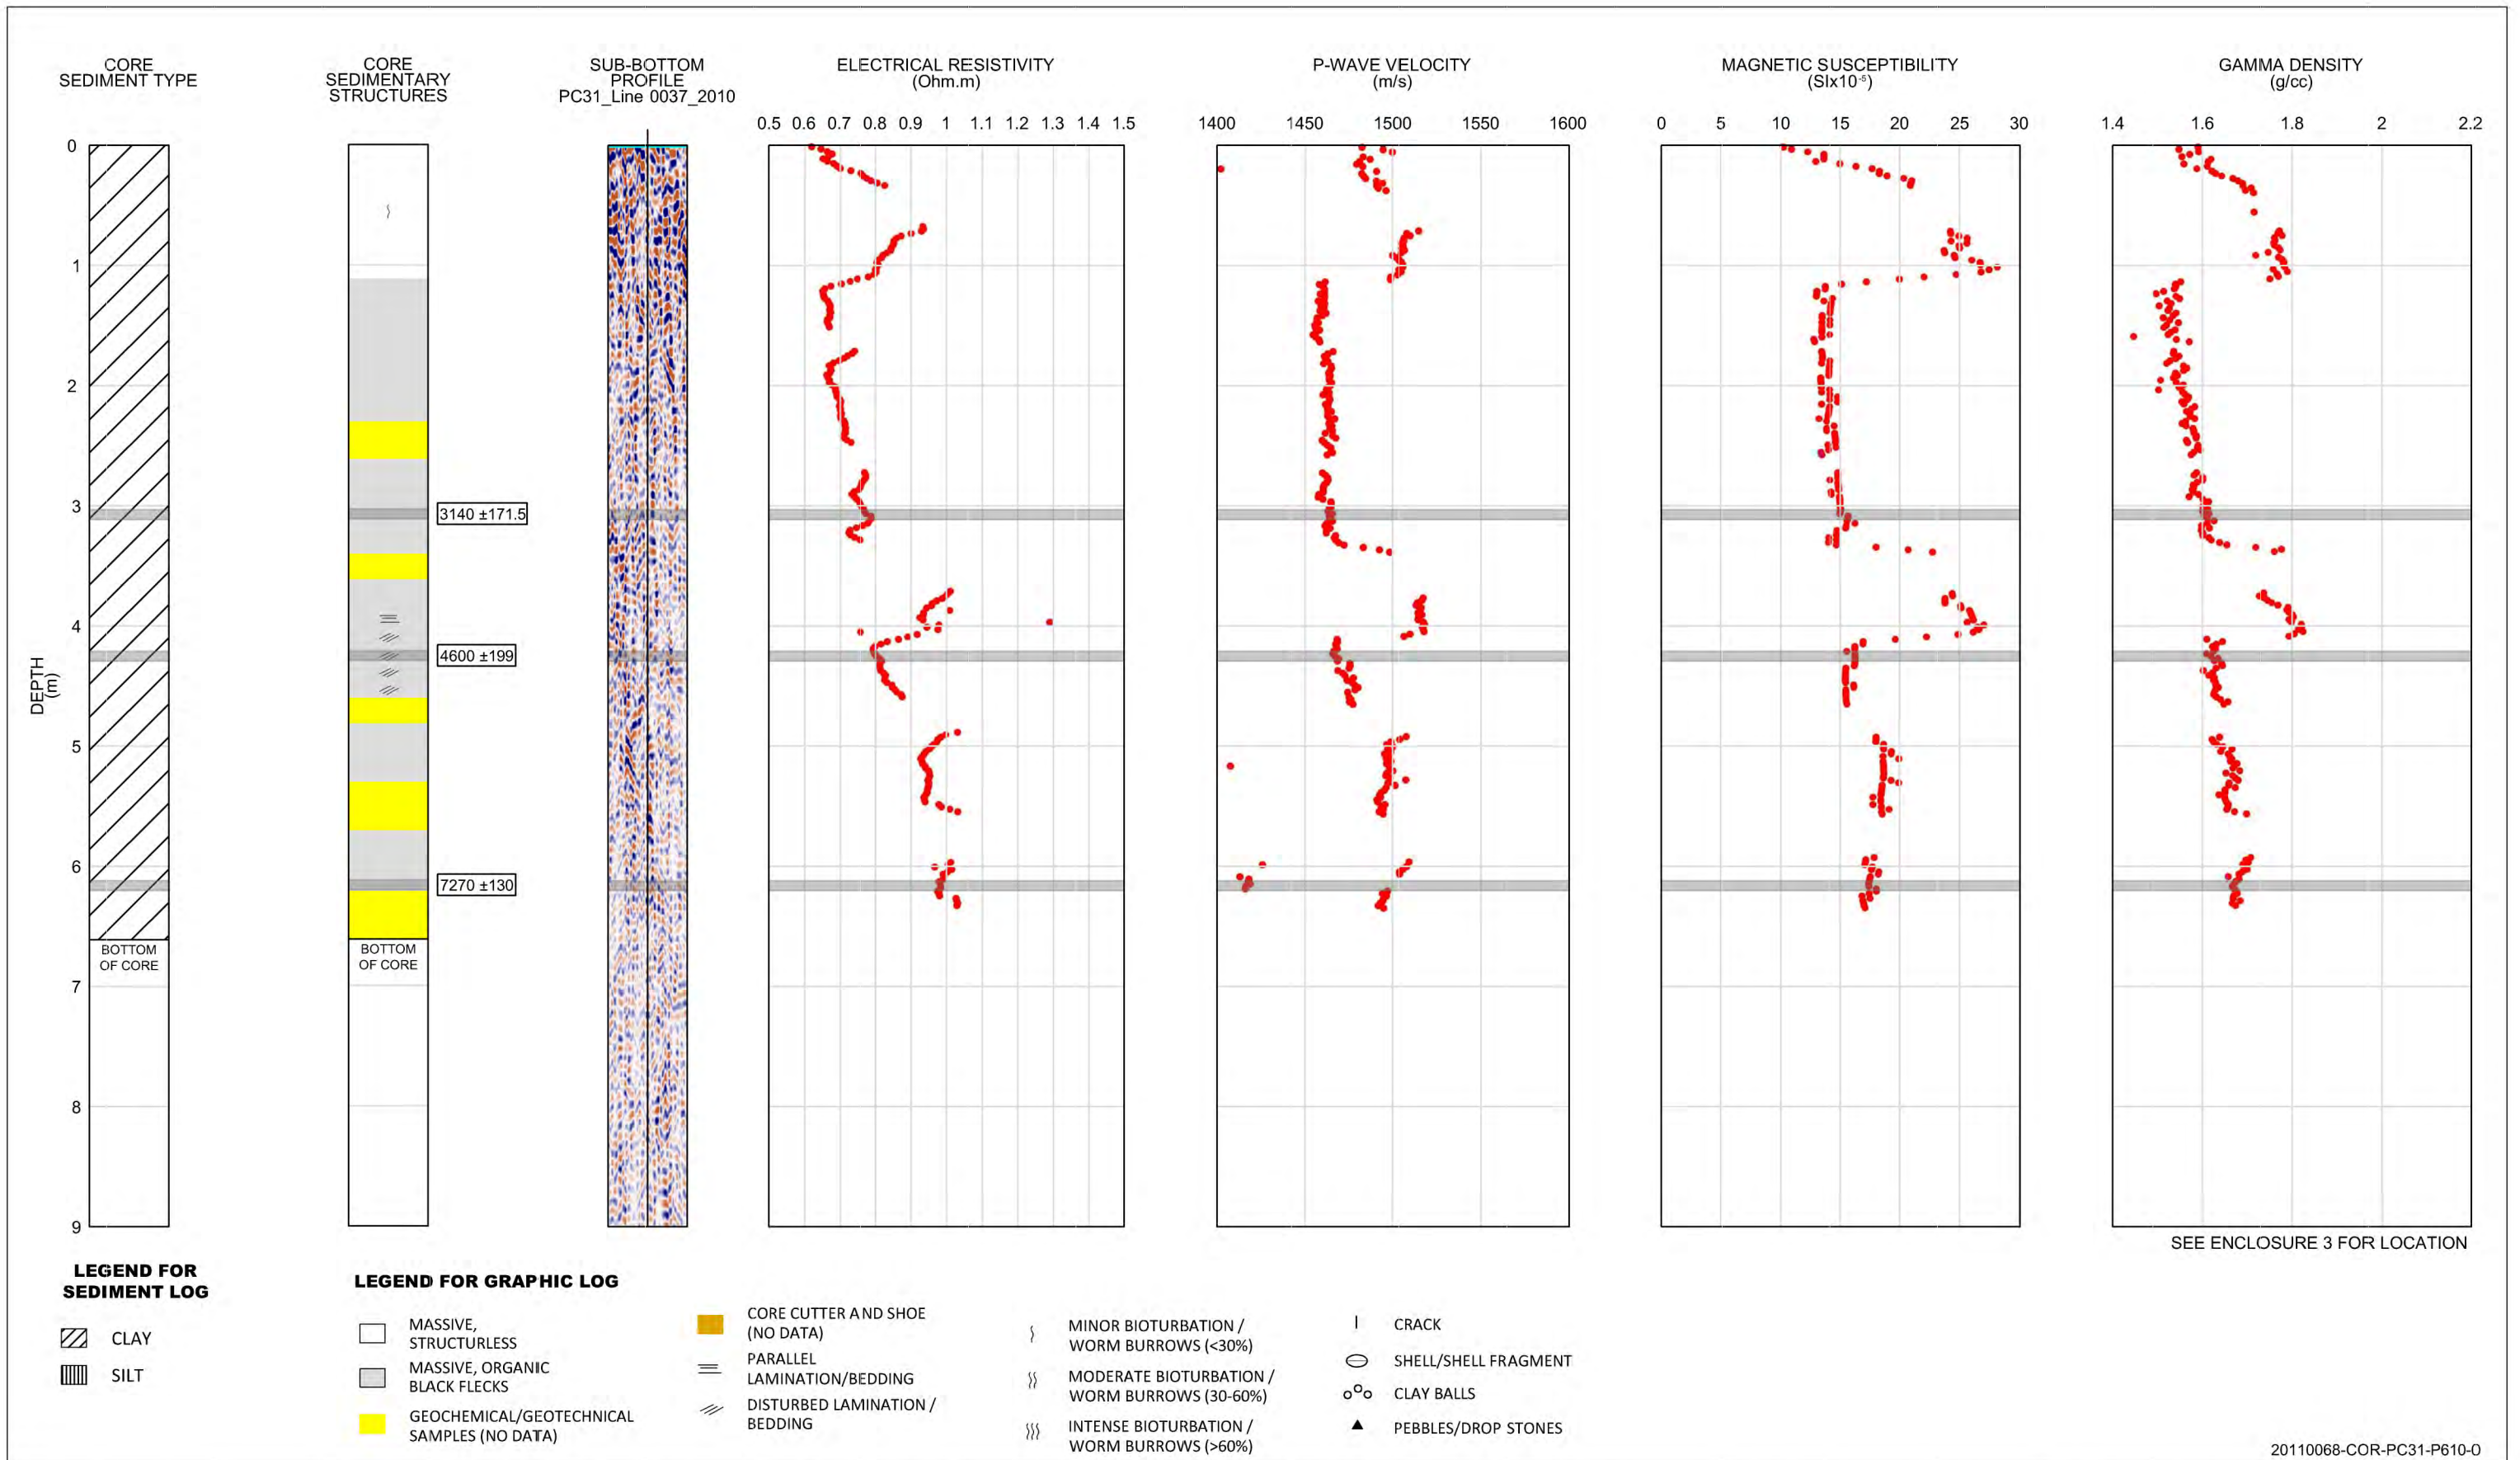 CORE
SEDIMENT TYPE
CORE
SEDIMENTARY
STRUCTURES
SUB-BOTTOM
PROFILE
PC31_Line 0037_2010
ELECTRICAL RESISTIVITY
(Ohm.m)
P-WAVE VELOCITY
(m/s)
MAGNETIC SUSCEPTIBILITY
(SIx10⁻⁵)
GAMMA DENSITY
(g/cc)
0.5 0.6 0.7 0.8 0.9 1 1.1 1.2 1.3 1.4 1.5
1400 1450 1500 1550 1600
0 5 10 15 20 25 30
1.4 1.6 1.8 2 2.2
0
1
2
3
4
5
6
7
8
9
DEPTH
(m)
3140 ±171.5
4600 ±199
7270 ±130
BOTTOM
OF CORE
BOTTOM
OF CORE
SEE ENCLOSURE 3 FOR LOCATION
LEGEND FOR
SEDIMENT LOG
CLAY
SILT
LEGEND FOR GRAPHIC LOG
MASSIVE,
STRUCTURLESS
MASSIVE, ORGANIC
BLACK FLECKS
GEOCHEMICAL/GEOTECHNICAL
SAMPLES (NO DATA)
CORE CUTTER AND SHOE
(NO DATA)
PARALLEL
LAMINATION/BEDDING
DISTURBED LAMINATION /
BEDDING
MINOR BIOTURBATION /
WORM BURROWS (<30%)
MODERATE BIOTURBATION /
WORM BURROWS (30-60%)
INTENSE BIOTURBATION /
WORM BURROWS (>60%)
CRACK
SHELL/SHELL FRAGMENT
CLAY BALLS
PEBBLES/DROP STONES
20110068-COR-PC31-P610-0